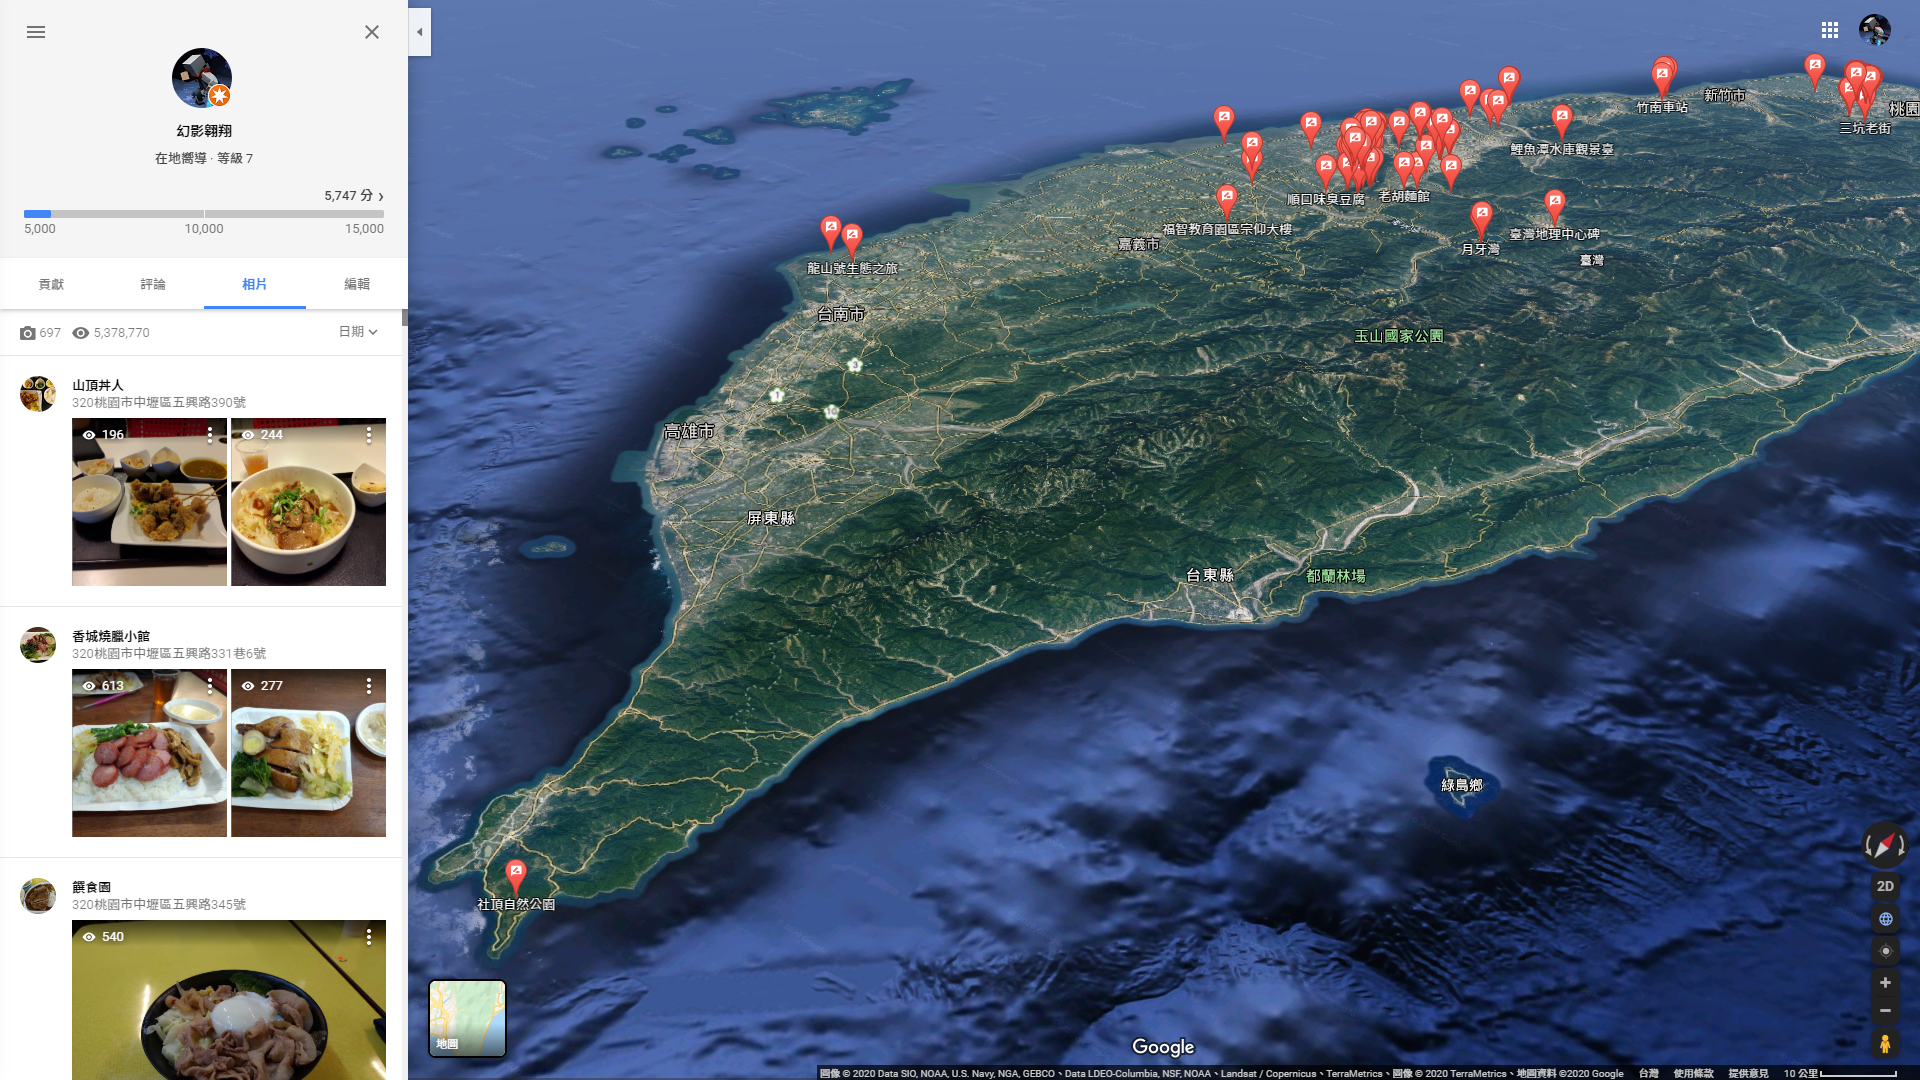 幻影翱翔
在地嚮導 · 等級 7
5,747 分 ›
5,000 10,000 15,000
貢獻 評論 相片 編輯
697 5,378,770 日期
山頂丼人
320桃園市中壢區五興路390號
196 244
香城燒臘小館
320桃園市中壢區五興路331巷6號
613 277
饌食園
320桃園市中壢區五興路345號
540
竹南車站
新竹市
桃園
三坑老街
鯉魚潭水庫觀景臺
順口味臭豆腐
老胡麵館
福智教育園區宗仰大樓
嘉義市
月牙灣
臺灣地理中心碑
臺灣
龍山號生態之旅
台南市
玉山國家公園
3
1
10
高雄市
屏東縣
台東縣
都蘭林場
綠島鄉
社頂自然公園
2D
地圖
Google
圖像 © 2020 Data SIO, NOAA, U.S. Navy, NGA, GEBCO、Data LDEO-Columbia, NSF, NOAA、Landsat / Copernicus、TerraMetrics、圖像 © 2020 TerraMetrics、地圖資料 ©2020 Google 台灣 使用條款 提供意見 10 公里